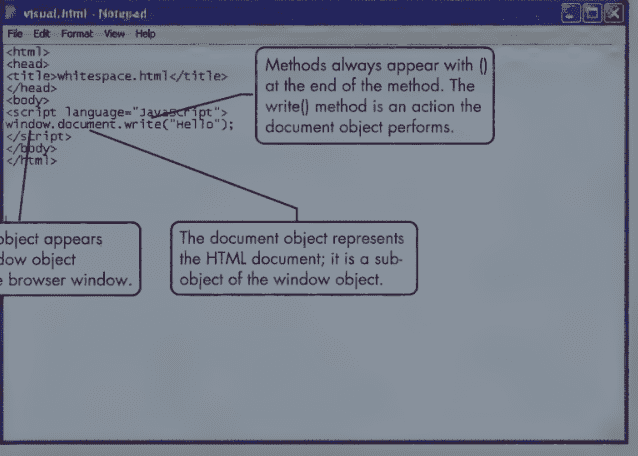 visual.html - Notepad
File Edit Format View Help
<html>
<head>
<title>whitespace.html</title>
</head>
<body>
<script language="JavaScript">
window.document.write("Hello");
</script>
</body>
</html>
Methods always appear with ()
at the end of the method. The
write() method is an action the
document object performs.
object appears
dow object
e browser window.
The document object represents
the HTML document; it is a sub-
object of the window object.